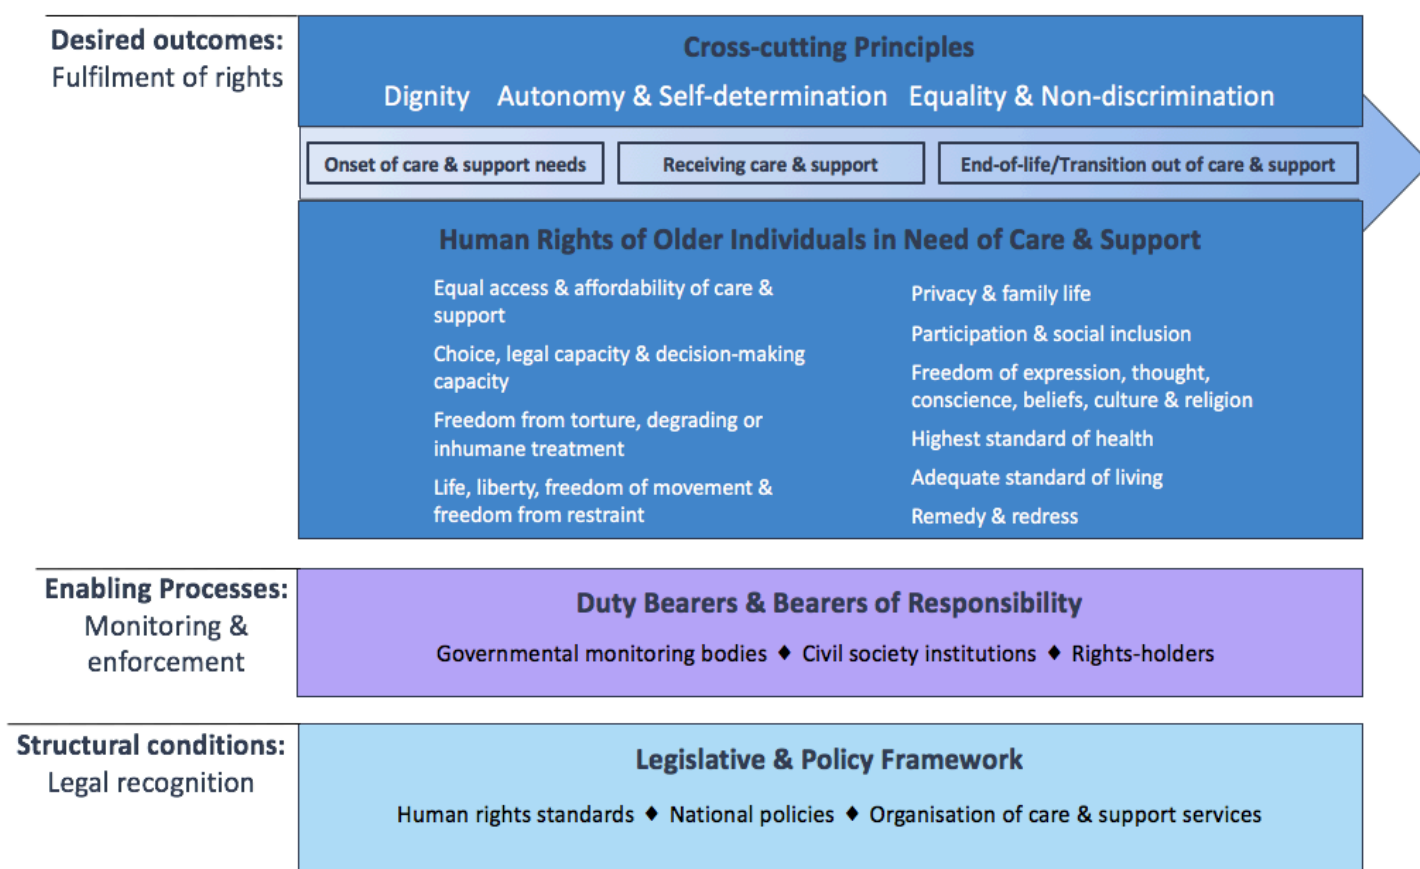 Desired outcomes:
Fulfilment of rights
Cross-cutting Principles
Dignity Autonomy & Self-determination Equality & Non-discrimination
Onset of care & support needs
Receiving care & support
End-of-life/Transition out of care & support
Human Rights of Older Individuals in Need of Care & Support
Equal access & affordability of care &
support
Choice, legal capacity & decision-making
capacity
Freedom from torture, degrading or
inhumane treatment
Life, liberty, freedom of movement &
freedom from restraint
Privacy & family life
Participation & social inclusion
Freedom of expression, thought,
conscience, beliefs, culture & religion
Highest standard of health
Adequate standard of living
Remedy & redress
Enabling Processes:
Monitoring &
enforcement
Duty Bearers & Bearers of Responsibility
Governmental monitoring bodies ♦ Civil society institutions ♦ Rights-holders
Structural conditions:
Legal recognition
Legislative & Policy Framework
Human rights standards ♦ National policies ♦ Organisation of care & support services